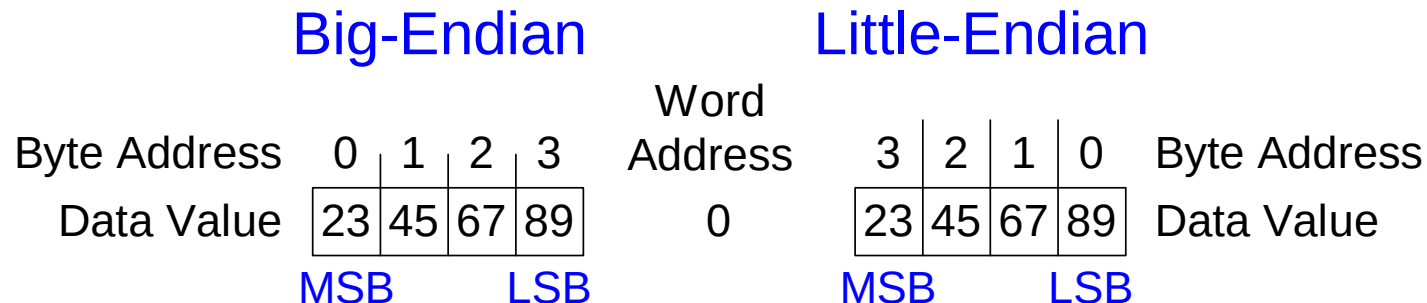 Big-Endian Little-Endian
Word
Byte Address 0 1 2 3 Address 3 2 1 0 Byte Address
Data Value 23 45 67 89 0 23 45 67 89 Data Value
MSB LSB MSB LSB